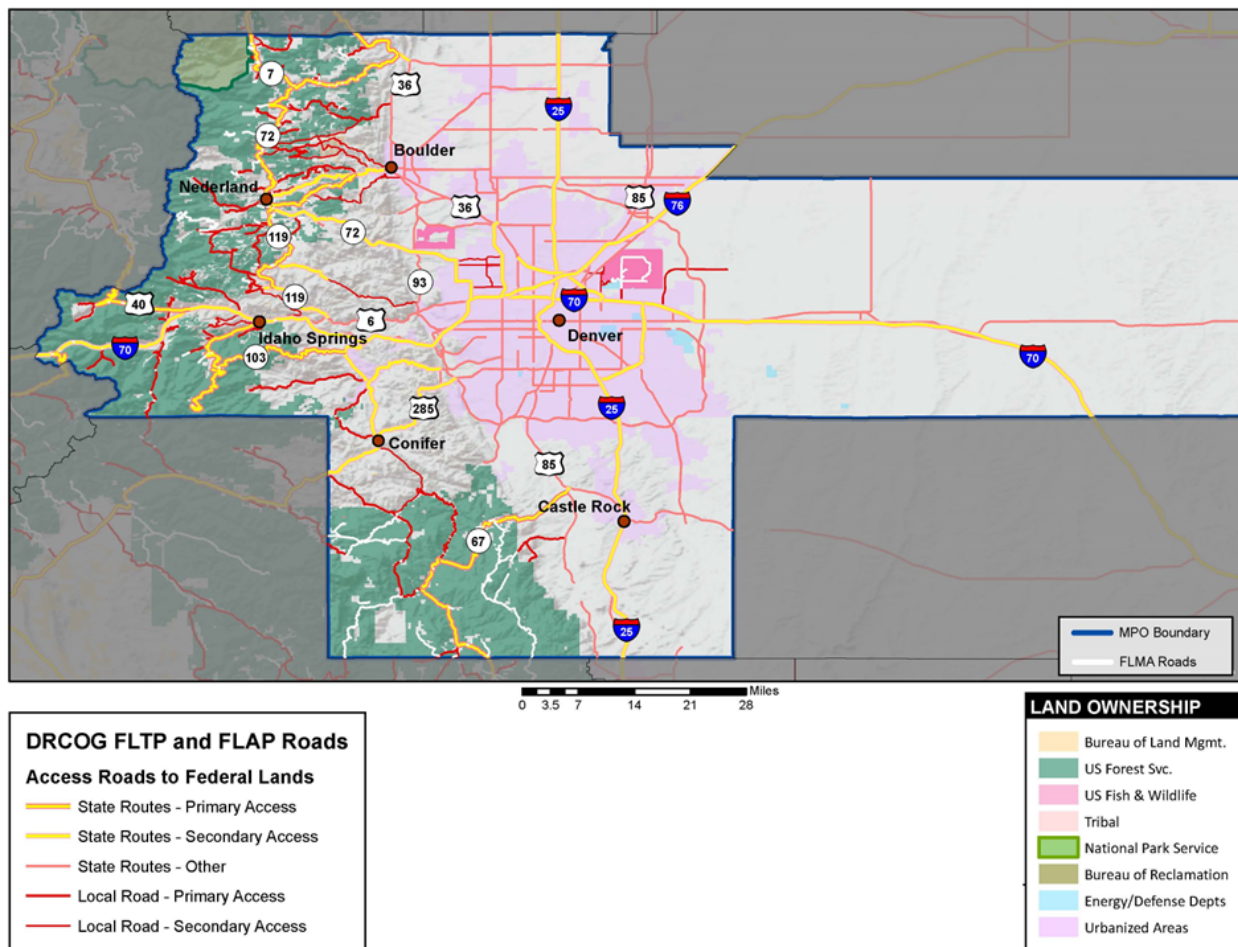 7
36
25
72
Boulder
Nederland
36
85
76
119
72
93
119
40
70
6
Denver
70
Idaho Springs
70
103
285
25
Conifer
85
Castle Rock
67
25
MPO Boundary
FLMA Roads
Miles
0 3.5 7 14 21 28
DRCOG FLTP and FLAP Roads
Access Roads to Federal Lands
State Routes - Primary Access
State Routes - Secondary Access
State Routes - Other
Local Road - Primary Access
Local Road - Secondary Access
LAND OWNERSHIP
Bureau of Land Mgmt.
US Forest Svc.
US Fish & Wildlife
Tribal
National Park Service
Bureau of Reclamation
Energy/Defense Depts
Urbanized Areas